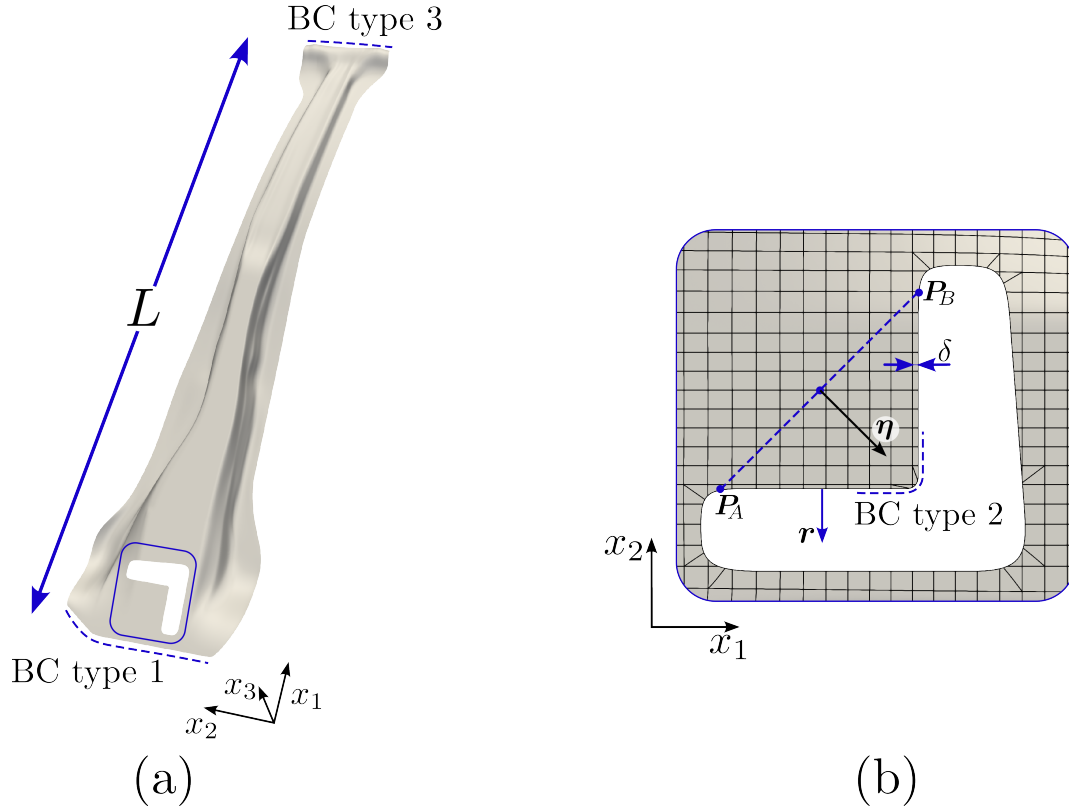 BC type 3
L
BC type 1
x₃
x₁
x₂
(a)
P_B
δ
η
P_A
r
BC type 2
x₂
x₁
(b)